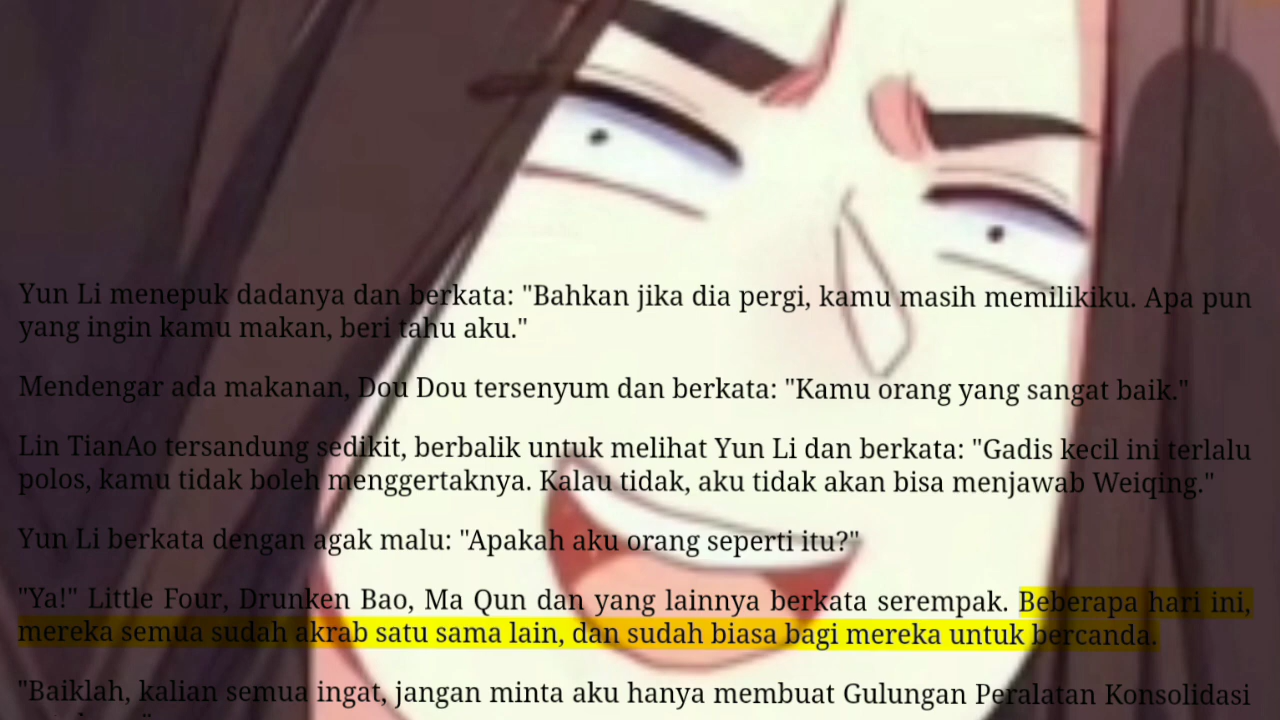 Yun Li menepuk dadanya dan berkata: "Bahkan jika dia pergi, kamu masih memilikiku. Apa pun
yang ingin kamu makan, beri tahu aku."
Mendengar ada makanan, Dou Dou tersenyum dan berkata: "Kamu orang yang sangat baik."
Lin TianAo tersandung sedikit, berbalik untuk melihat Yun Li dan berkata: "Gadis kecil ini terlalu
polos, kamu tidak boleh menggertaknya. Kalau tidak, aku tidak akan bisa menjawab Weiqing."
Yun Li berkata dengan agak malu: "Apakah aku orang seperti itu?"
"Ya!" Little Four, Drunken Bao, Ma Qun dan yang lainnya berkata serempak. Beberapa hari ini,
mereka semua sudah akrab satu sama lain, dan sudah biasa bagi mereka untuk bercanda.
"Baiklah, kalian semua ingat, jangan minta aku hanya membuat Gulungan Peralatan Konsolidasi